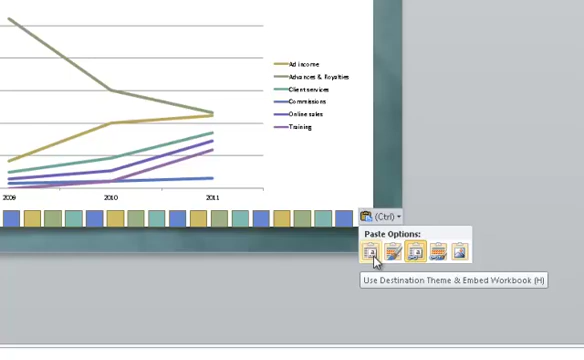 Ad income
Advances & Royalties
Client services
Commissions
Online sales
Training
2009
2010
2011
(Ctrl)
Paste Options:
Use Destination Theme & Embed Workbook (H)